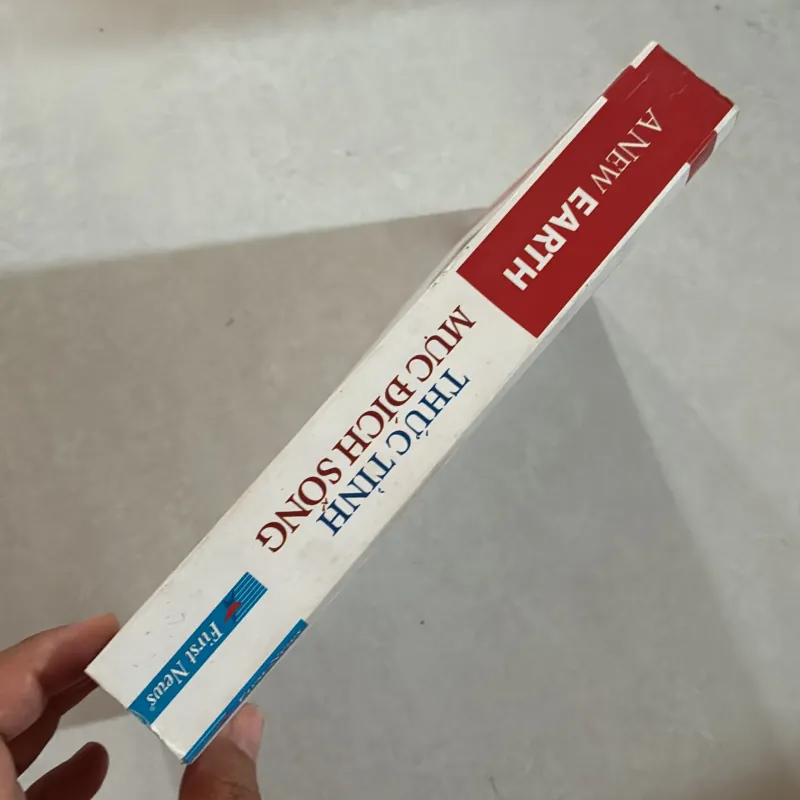 A NEW EARTH
THỨC TỈNH
MỤC ĐÍCH SỐNG
First News